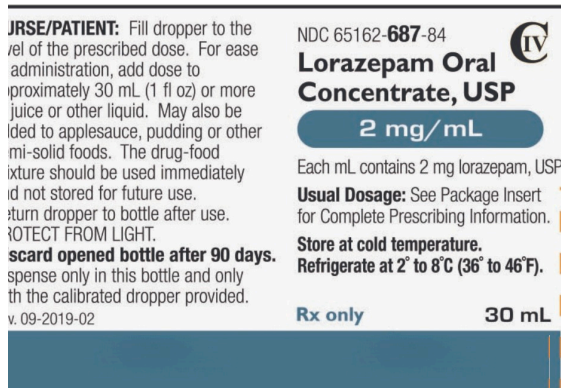 URSE/PATIENT: Fill dropper to the
vel of the prescribed dose. For ease
administration, add dose to
pproximately 30 mL (1 fl oz) or more
juice or other liquid. May also be
dded to applesauce, pudding or other
mi-solid foods. The drug-food
ixture should be used immediately
nd not stored for future use.
eturn dropper to bottle after use.
ROTECT FROM LIGHT.
scard opened bottle after 90 days.
spense only in this bottle and only
th the calibrated dropper provided.
v. 09-2019-02
NDC 65162-687-84
CIV
Lorazepam Oral
Concentrate, USP
2 mg/mL
Each mL contains 2 mg lorazepam, USP
Usual Dosage: See Package Insert
for Complete Prescribing Information.
Store at cold temperature.
Refrigerate at 2° to 8°C (36° to 46°F).
Rx only
30 mL